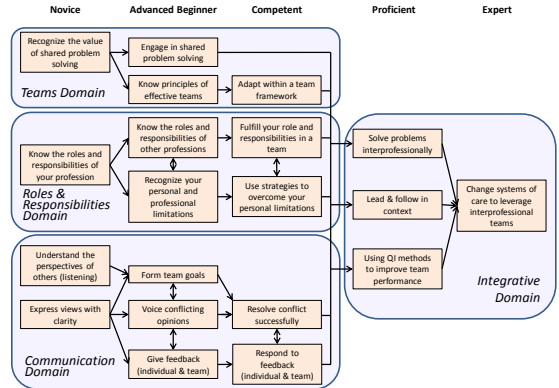 Novice
Advanced Beginner
Competent
Proficient
Expert
Recognize the value
of shared problem
solving
Engage in shared
problem solving
Know principles of
effective teams
Adapt within a team
framework
Teams Domain
Know the roles and
responsibilities of
your profession
Know the roles and
responsibilities of
other professions
Fulfill your role and
responsibilities in a
team
Recognize your
personal and
professional
limitations
Use strategies to
overcome your
personal limitations
Roles &
Responsibilities
Domain
Understand the
perspectives of
others (listening)
Express views with
clarity
Form team goals
Voice conflicting
opinions
Resolve conflict
successfully
Give feedback
(individual & team)
Respond to
feedback
(individual & team)
Communication
Domain
Solve problems
interprofessionally
Lead & follow in
context
Using QI methods
to improve team
performance
Change systems of
care to leverage
interprofessional
teams
Integrative
Domain